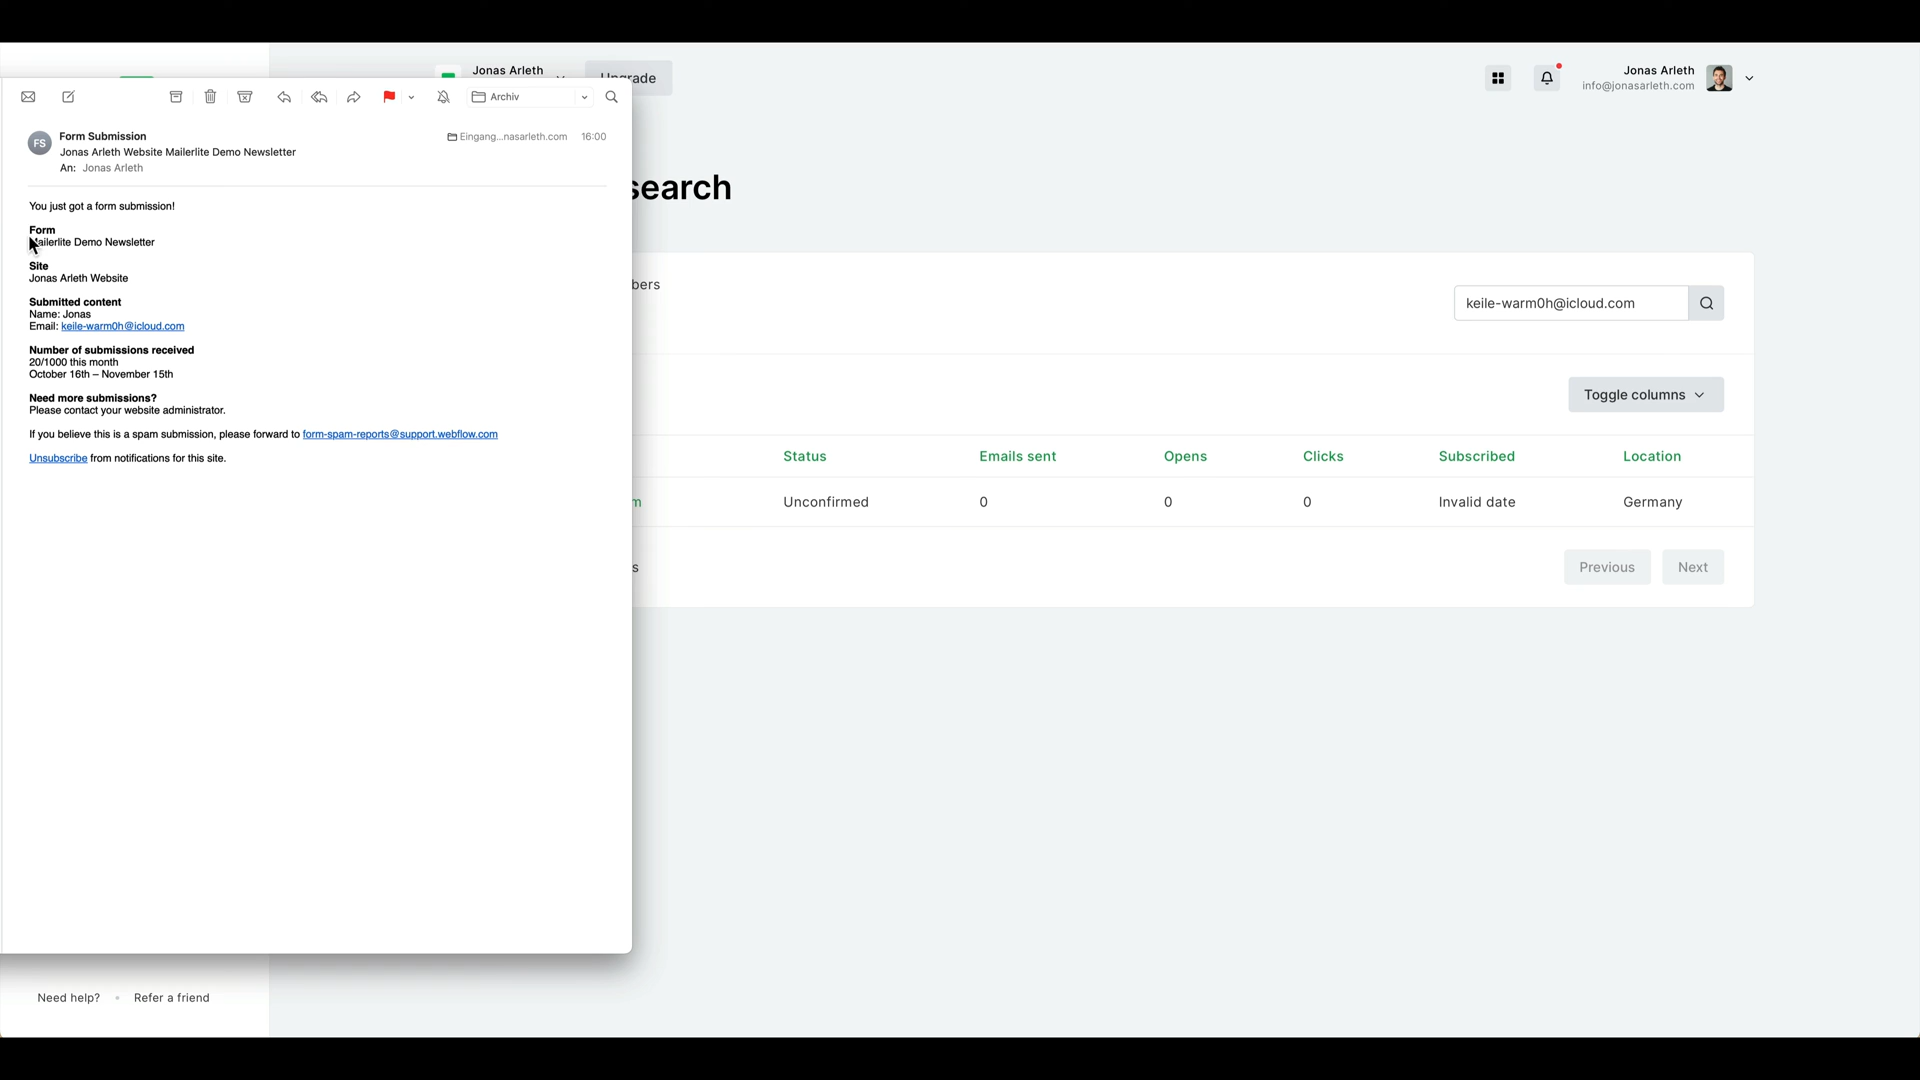 Jonas Arleth
Upgrade
Jonas Arleth
info@jonasarleth.com
Archiv
FS
Form Submission
Eingang...nasarleth.com
16:00
Jonas Arleth Website Mailerlite Demo Newsletter
An: Jonas Arleth
You just got a form submission!
Form
Mailerlite Demo Newsletter
Site
Jonas Arleth Website
Submitted content
Name: Jonas
Email: keile-warm0h@icloud.com
Number of submissions received
20/1000 this month
October 16th – November 15th
Need more submissions?
Please contact your website administrator.
If you believe this is a spam submission, please forward to form-spam-reports@support.webflow.com
Unsubscribe from notifications for this site.
search
bers
keile-warm0h@icloud.com
Toggle columns
Status
Emails sent
Opens
Clicks
Subscribed
Location
m
Unconfirmed
0
0
0
Invalid date
Germany
s
Previous
Next
Need help?
•
Refer a friend